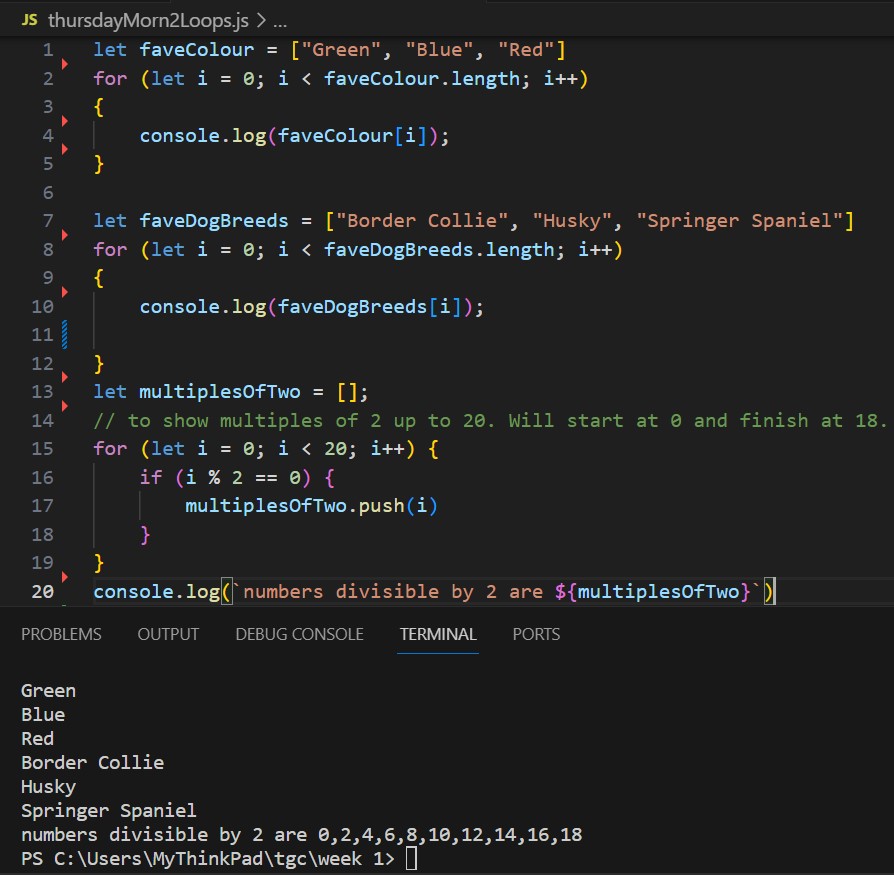 JS thursdayMorn2Loops.js > ...
1 let faveColour = ["Green", "Blue", "Red"]
2 for (let i = 0; i < faveColour.length; i++)
3 {
4     console.log(faveColour[i]);
5 }
6
7 let faveDogBreeds = ["Border Collie", "Husky", "Springer Spaniel"]
8 for (let i = 0; i < faveDogBreeds.length; i++)
9 {
10     console.log(faveDogBreeds[i]);
11
12 }
13 let multiplesOfTwo = [];
14 // to show multiples of 2 up to 20. Will start at 0 and finish at 18.
15 for (let i = 0; i < 20; i++) {
16     if (i % 2 == 0) {
17         multiplesOfTwo.push(i)
18     }
19 }
20 console.log(`numbers divisible by 2 are ${multiplesOfTwo}`)
PROBLEMS OUTPUT DEBUG CONSOLE TERMINAL PORTS
Green
Blue
Red
Border Collie
Husky
Springer Spaniel
numbers divisible by 2 are 0,2,4,6,8,10,12,14,16,18
PS C:\Users\MyThinkPad\tgc\week 1>